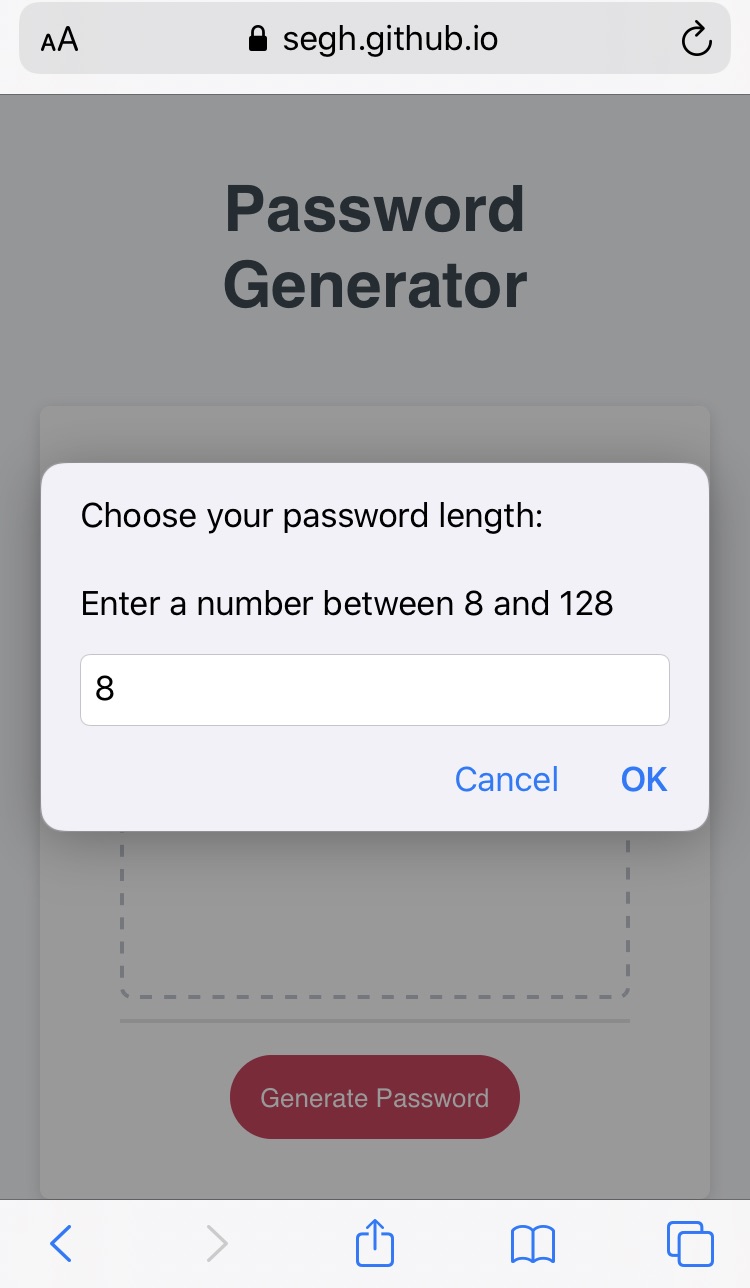 AA segh.github.io
Password
Generator
Choose your password length:
Enter a number between 8 and 128
8
Cancel OK
Generate Password